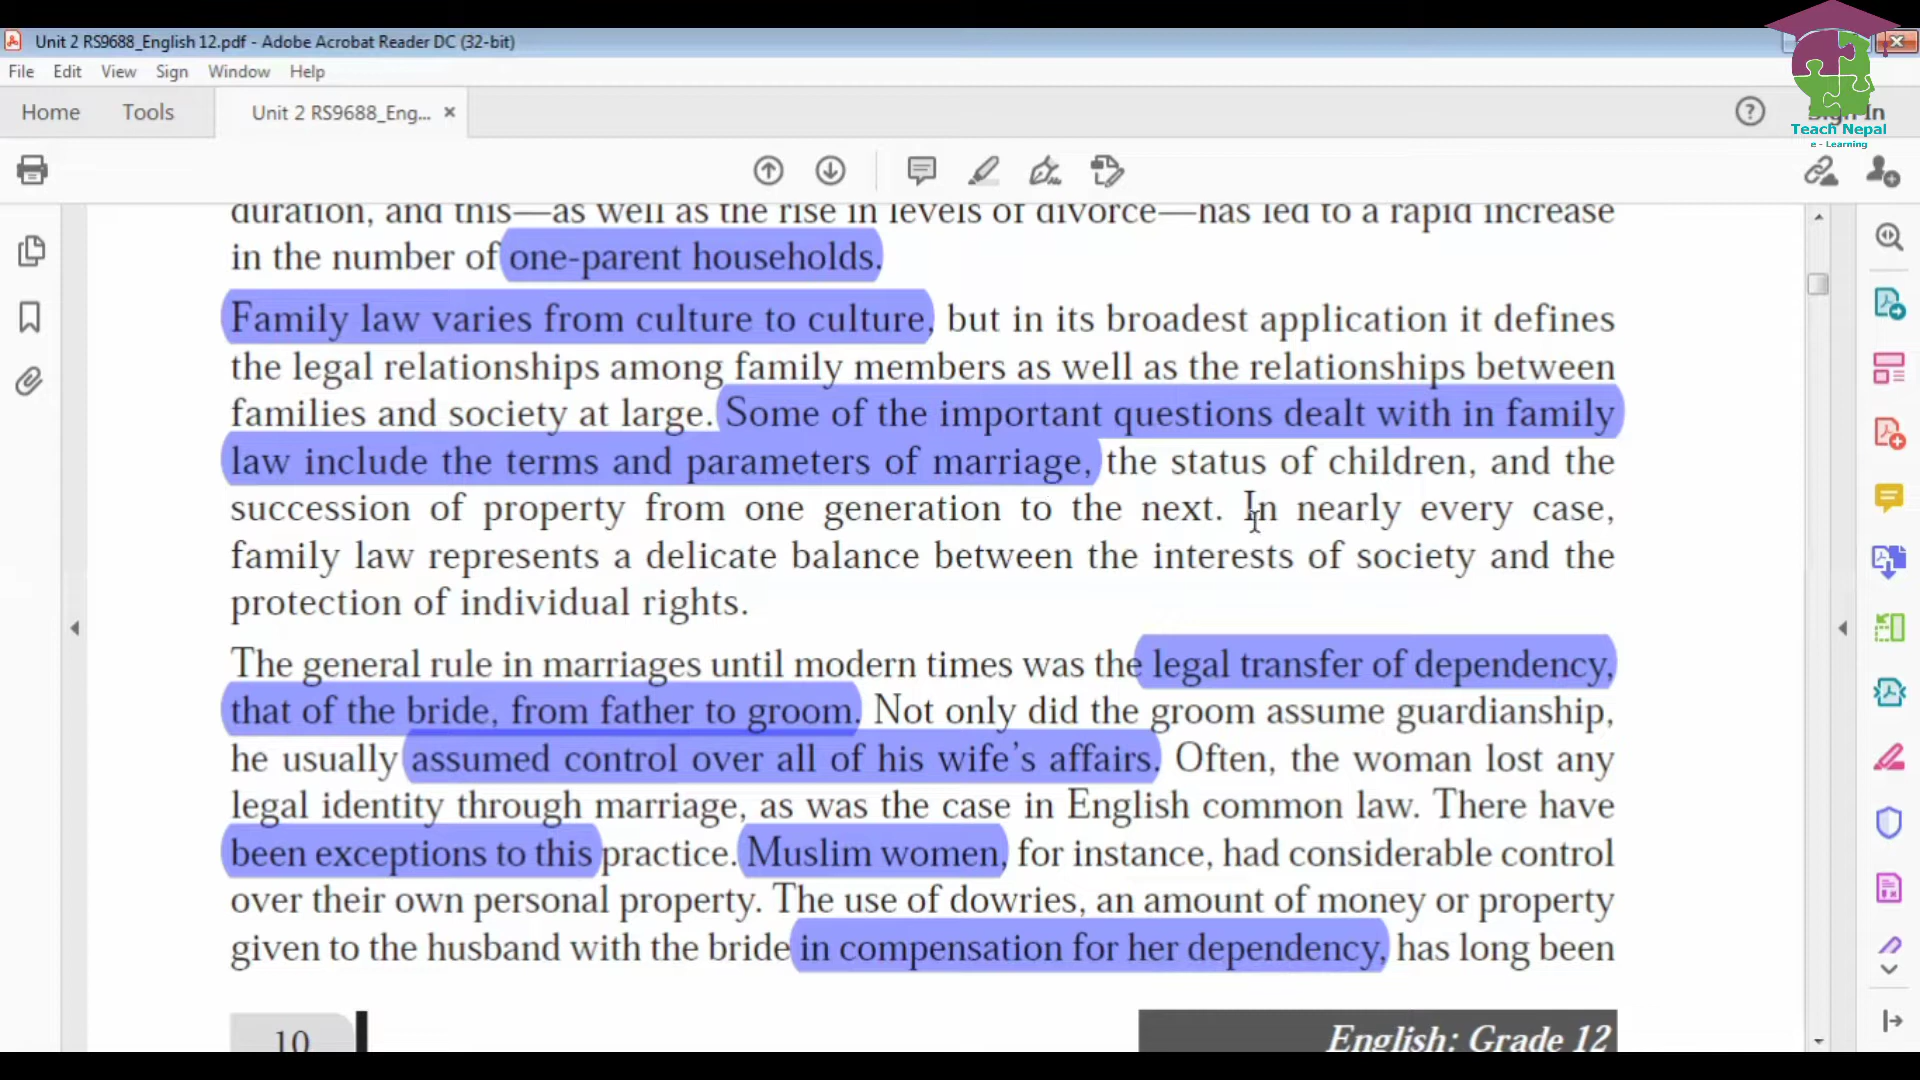 Unit 2 RS9688_English 12.pdf - Adobe Acrobat Reader DC (32-bit)
File Edit View Sign Window Help
Home Tools Unit 2 RS9688_Eng... ×
Sign In
Teach Nepal
e - Learning
duration, and this—as well as the rise in levels of divorce—has led to a rapid increase
in the number of one-parent households.
Family law varies from culture to culture, but in its broadest application it defines
the legal relationships among family members as well as the relationships between
families and society at large. Some of the important questions dealt with in family
law include the terms and parameters of marriage, the status of children, and the
succession of property from one generation to the next. In nearly every case,
family law represents a delicate balance between the interests of society and the
protection of individual rights.
The general rule in marriages until modern times was the legal transfer of dependency,
that of the bride, from father to groom. Not only did the groom assume guardianship,
he usually assumed control over all of his wife's affairs. Often, the woman lost any
legal identity through marriage, as was the case in English common law. There have
been exceptions to this practice. Muslim women, for instance, had considerable control
over their own personal property. The use of dowries, an amount of money or property
given to the husband with the bride in compensation for her dependency, has long been
10
English: Grade 12